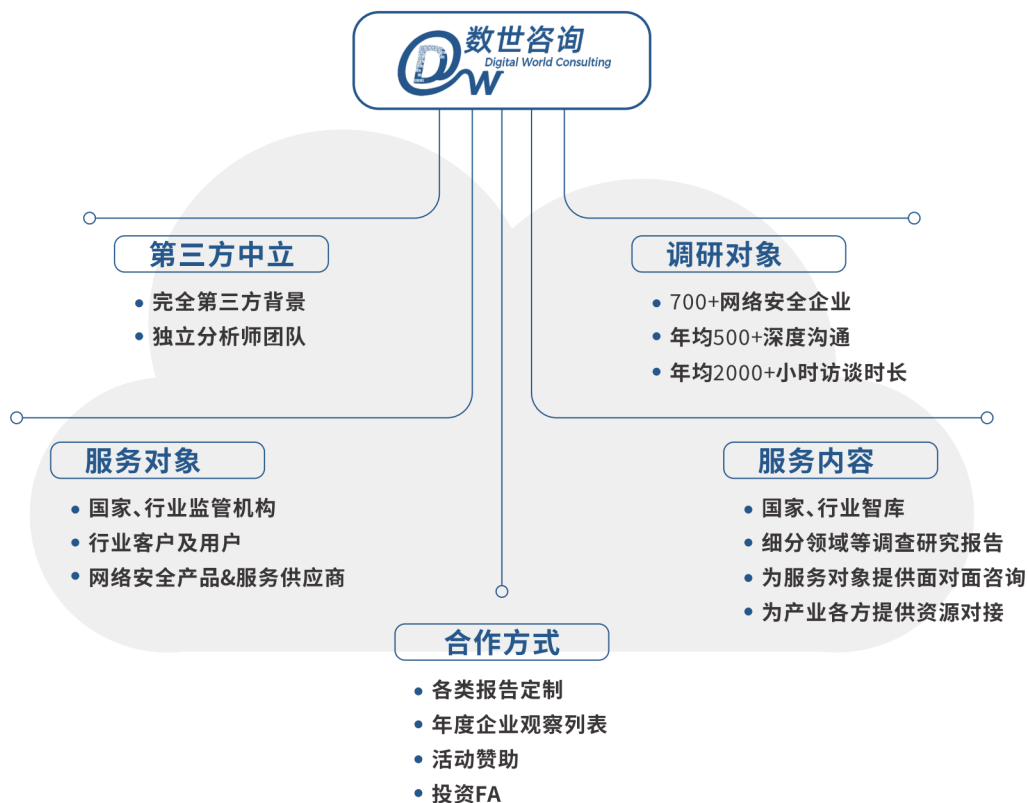 数世咨询
Digital World Consulting
DW
第三方中立
完全第三方背景
独立分析师团队
调研对象
700+网络安全企业
年均500+深度沟通
年均2000+小时访谈时长
服务对象
国家、行业监管机构
行业客户及用户
网络安全产品&服务供应商
服务内容
国家、行业智库
细分领域等调查研究报告
为服务对象提供面对面咨询
为产业各方提供资源对接
合作方式
各类报告定制
年度企业观察列表
活动赞助
投资FA